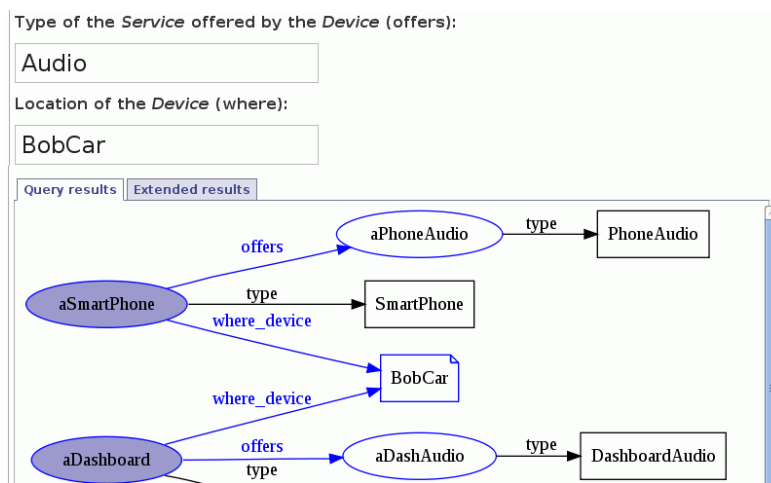 Type of the Service offered by the Device (offers):
Audio
Location of the Device (where):
BobCar
Query results Extended results
aPhoneAudio type PhoneAudio
offers
aSmartPhone type SmartPhone
where_device
BobCar
where_device
aDashboard offers aDashAudio type DashboardAudio
type